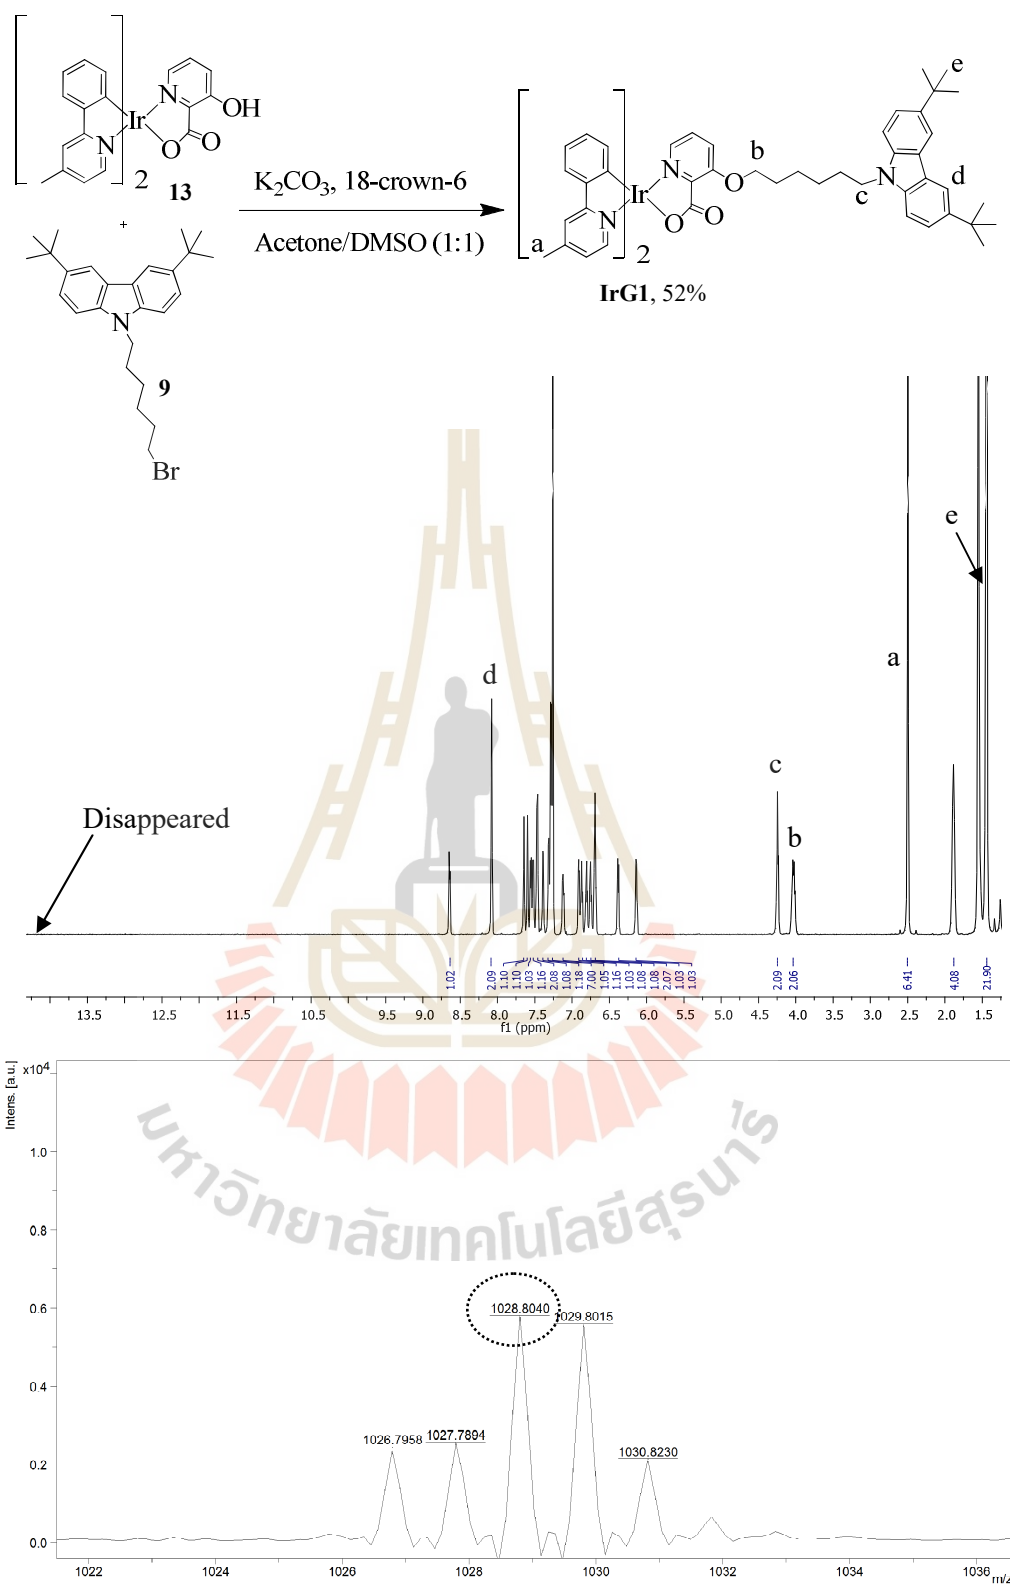 N
OH
Ir
N
O
O
2
13
+
N
9
Br
K2CO3, 18-crown-6
Acetone/DMSO (1:1)
N
Ir
N
O
O
O
b
c
N
d
e
a
2
IrG1, 52%
e
a
d
c
b
Disappeared
1.02
2.09
1.10
1.10
1.03
1.16
2.08
1.08
1.18
7.00
1.05
1.16
1.03
1.08
1.08
2.07
1.03
1.03
2.09
2.06
6.41
4.08
21.90
13.5 12.5 11.5 10.5 9.5 9.0 8.5 8.0 7.5 7.0 6.5 6.0 5.5 5.0 4.5 4.0 3.5 3.0 2.5 2.0 1.5
f1 (ppm)
Intens. [a.u.]
x10^4
1.0
0.8
0.6
0.4
0.2
0.0
1026.7958
1027.7894
1028.8040
1029.8015
1030.8230
1022 1024 1026 1028 1030 1032 1034 1036
m/z
มหาวิทยาลัยเทคโนโลยีสุรนารี